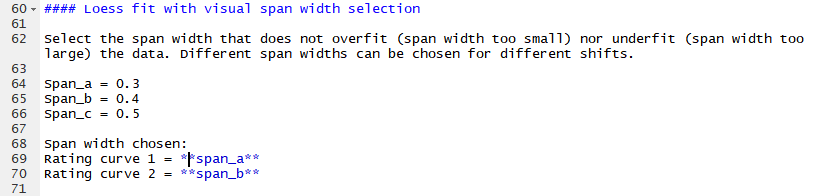 60 #### Loess fit with visual span width selection
61
62 Select the span width that does not overfit (span width too small) nor underfit (span width too
large) the data. Different span widths can be chosen for different shifts.
63
64 Span_a = 0.3
65 Span_b = 0.4
66 Span_c = 0.5
67
68 Span width chosen:
69 Rating curve 1 = **span_a**
70 Rating curve 2 = **span_b**
71